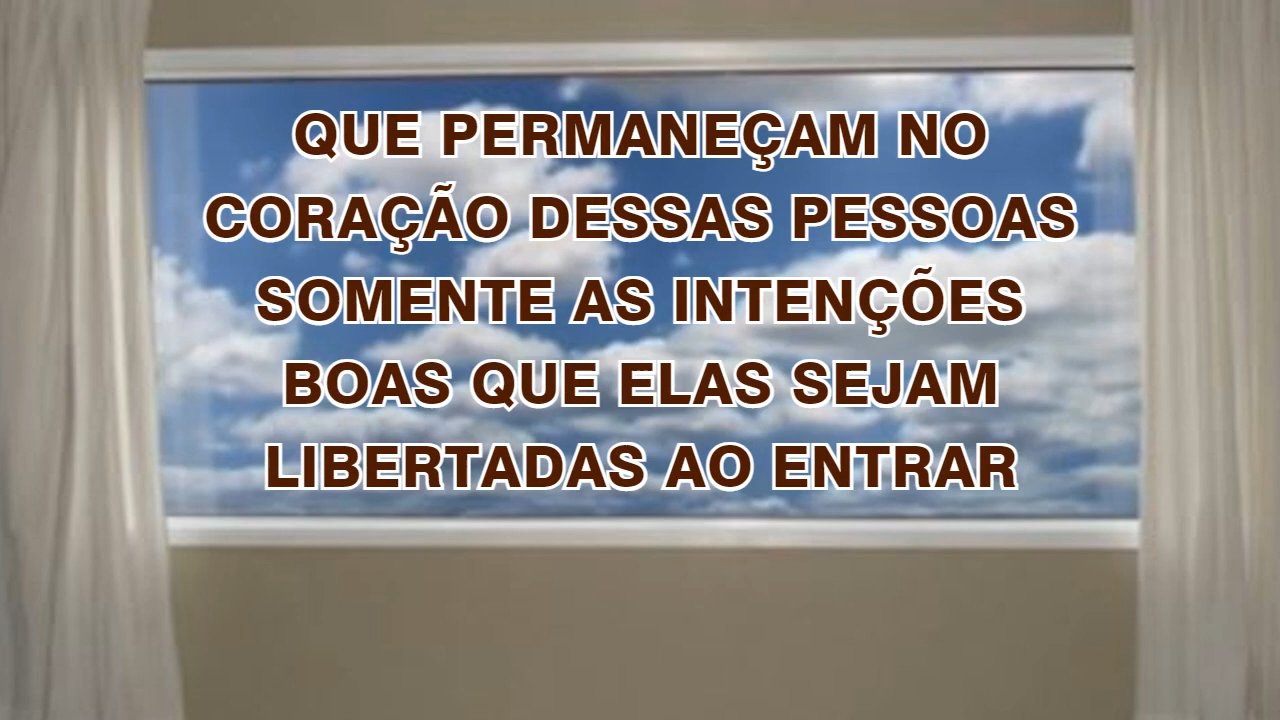 QUE PERMANEÇAM NO
CORAÇÃO DESSAS PESSOAS
SOMENTE AS INTENÇÕES
BOAS QUE ELAS SEJAM
LIBERTADAS AO ENTRAR